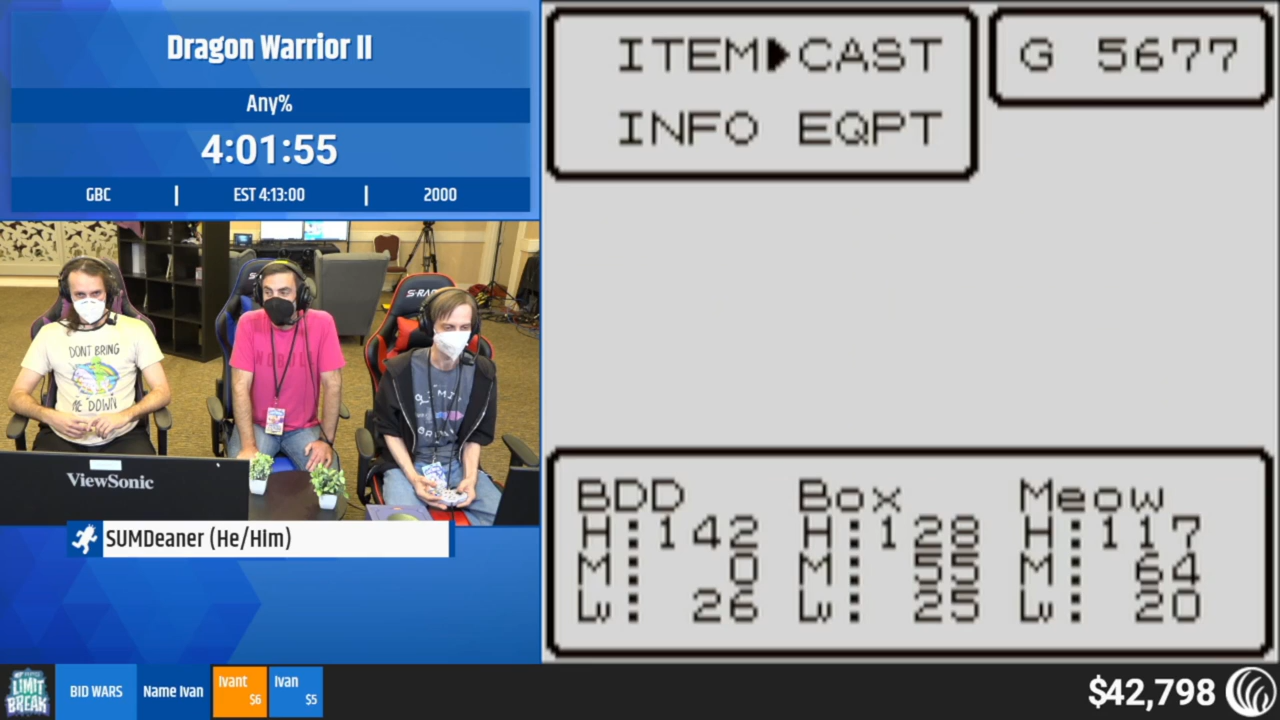 Dragon Warrior II
Any%
4:01:55
GBC | EST 4:13:00 | 2000
ITEM▶CAST
INFO EQPT
G 5677
S-RA
DONT BRING
ME DOWN
NOBULL
ViewSonic
SUMDeaner (He/HIm)
BDD Box Meow
H:142 H:128 H:117
M: 0 M: 55 M: 64
Lv: 26 Lv: 25 Lv: 20
LIMIT
BREAK
BID WARS
Name Ivan
Ivant
$6
Ivan
$5
$42,798